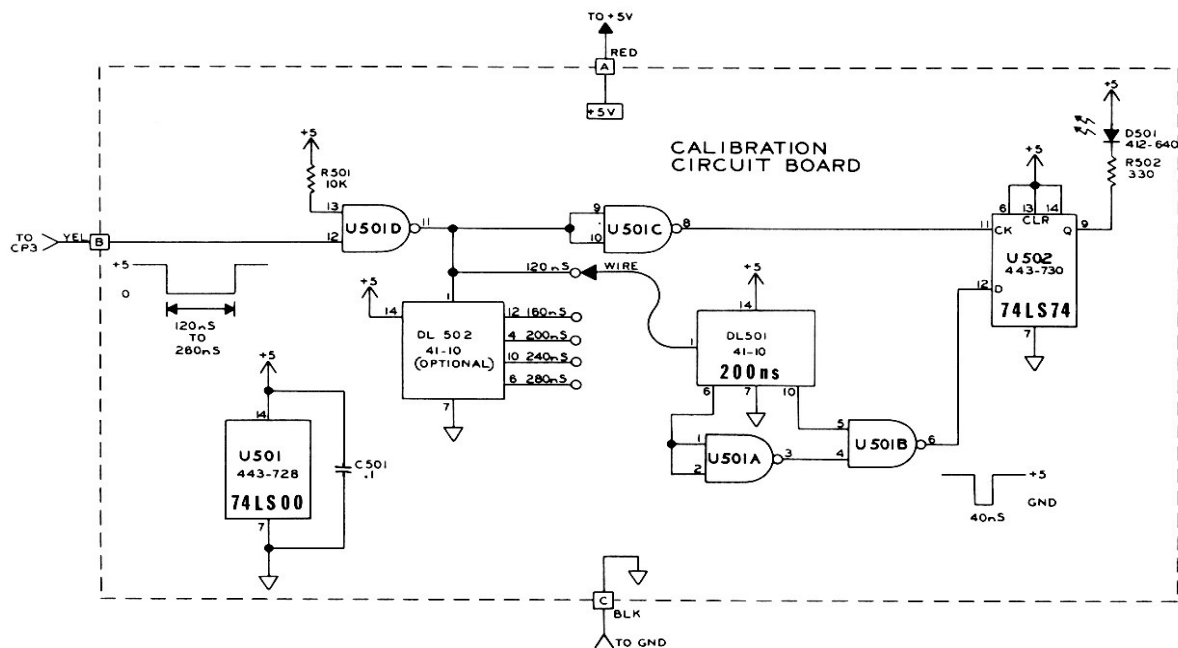 TO +5V
RED
A
+5V
CALIBRATION
CIRCUIT BOARD
+5
R501
10K
13
12
U501D
11
9
10
U501C
8
TO
CP3
YEL
B
+5
0
120nS
TO
280nS
120nS
WIRE
+5
14
1
DL 502
41-10
(OPTIONAL)
12 160nS
4 200nS
10 240nS
6 280nS
7
+5
14
1
DL501
41-10
200ns
6
7
10
1
2
U501A
3
5
4
U501B
6
+5
GND
40nS
+5
D501
412-640
R502
330
+5
6
13
14
CLR
11
CK
Q
9
U502
443-730
12
D
74LS74
7
+5
14
U501
443-728
74LS00
7
C501
.1
C
BLK
TO GND